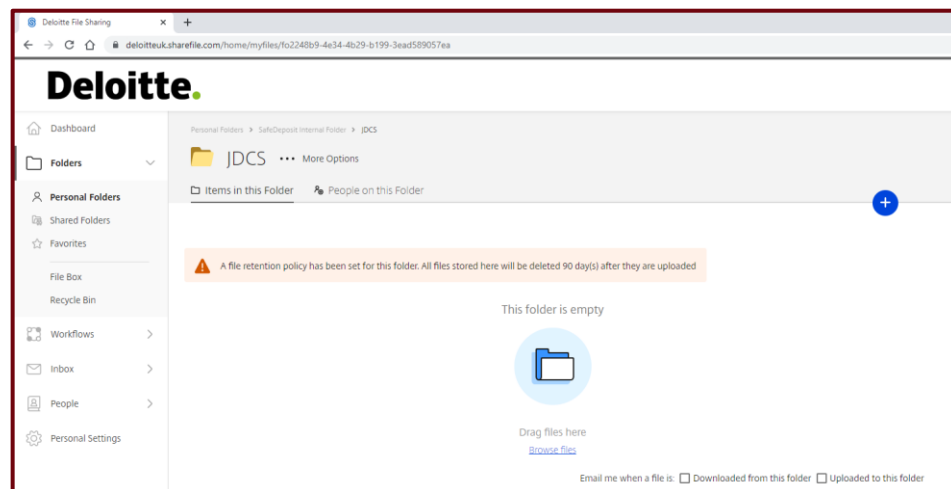 Deloitte File Sharing
deloitteuk.sharefile.com/home/myfiles/fo2248b9-4e34-4b29-b199-3ead589057ea
Deloitte.
Dashboard
Folders
Personal Folders
Shared Folders
Favorites
File Box
Recycle Bin
Workflows
Inbox
People
Personal Settings
Personal Folders > SafeDeposit Internal Folder > JDCS
JDCS ••• More Options
Items in this Folder People on this Folder
A file retention policy has been set for this folder. All files stored here will be deleted 90 day(s) after they are uploaded
This folder is empty
Drag files here
Browse files
Email me when a file is: Downloaded from this folder Uploaded to this folder